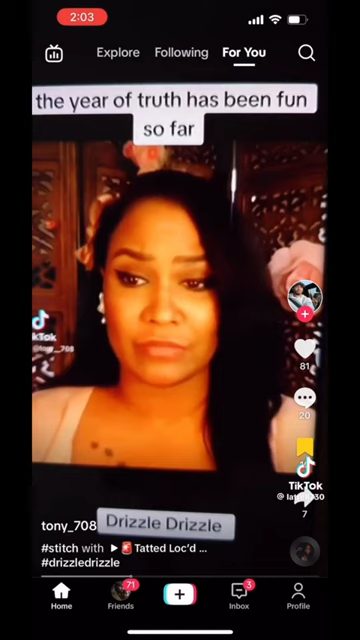 2:03
Explore Following For You
the year of truth has been fun
so far
81
20
TikTok
7
tony_708
Drizzle Drizzle
#stitch with ▶ 🚨 Tatted Loc'd ...
#drizzledrizzle
71
3
Home Friends Inbox Profile